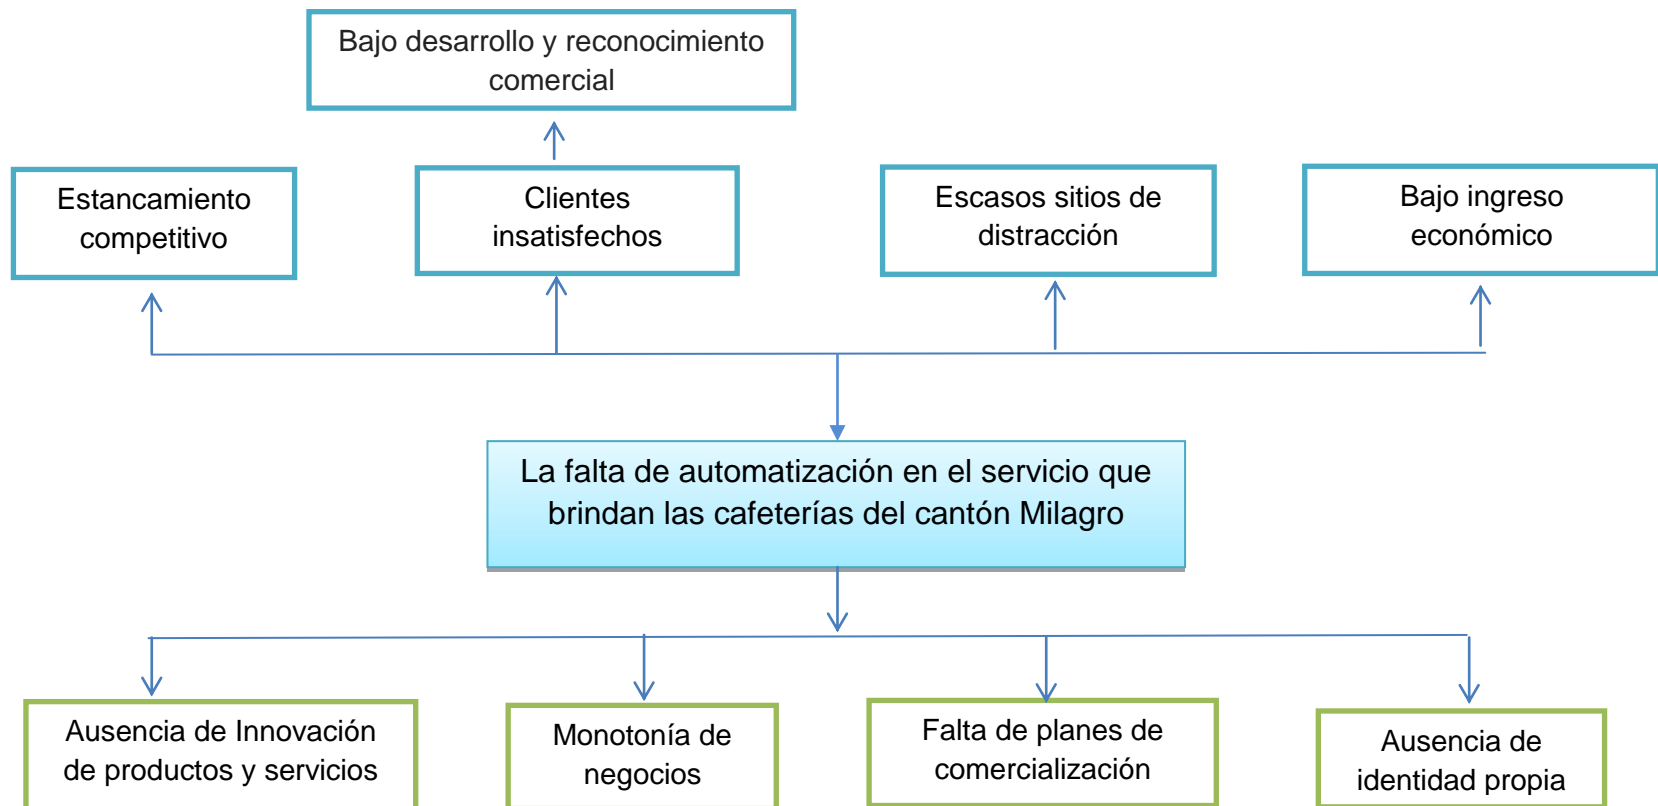 Bajo desarrollo y reconocimiento
comercial
Estancamiento
competitivo
Clientes
insatisfechos
Escasos sitios de
distracción
Bajo ingreso
económico
La falta de automatización en el servicio que
brindan las cafeterías del cantón Milagro
Ausencia de Innovación
de productos y servicios
Monotonía de
negocios
Falta de planes de
comercialización
Ausencia de
identidad propia